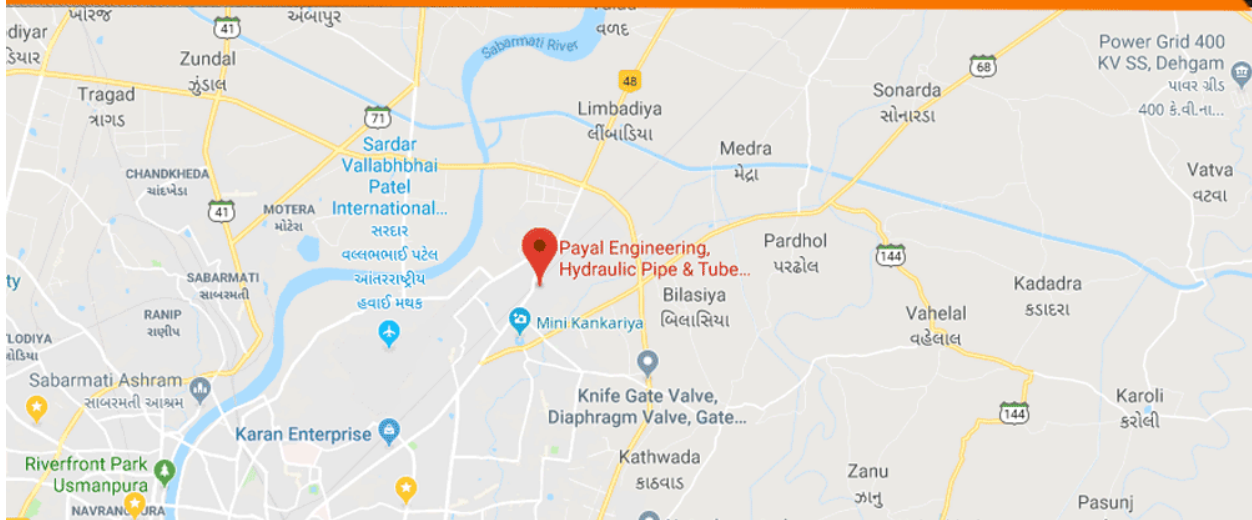 ખોરજ
અંબાપુર
વળદ
41
Zundal
ઝુંડાલ
Sabarmati River
48
Limbadiya
લીંબાડિયા
68
Power Grid 400
KV SS, Dehgam
પાવર ગ્રીડ
400 કે.વી.ના...
Tragad
ત્રાગડ
71
Sonarda
સોનારડા
Sardar
Vallabhbhai
Patel
International...
સરદાર
વલ્લભભાઈ પટેલ
આંતરરાષ્ટ્રીય
હવાઈ મથક
Medra
મેદ્રા
Vatva
વટવા
CHANDKHEDA
ચાંદખેડા
41
MOTERA
મોટેરા
Payal Engineering,
Hydraulic Pipe & Tube...
Pardhol
પરઢોલ
144
Kadadra
કડાદરા
SABARMATI
સાબરમતી
Bilasiya
બિલાસિયા
RANIP
રાણીપ
Mini Kankariya
Vahelal
વહેલાલ
Sabarmati Ashram
સાબરમતી આશ્રમ
Knife Gate Valve,
Diaphragm Valve, Gate...
144
Karoli
કરોલી
Karan Enterprise
Kathwada
કાઠવાડ
Riverfront Park
Usmanpura
Zanu
ઝાનુ
Pasunj